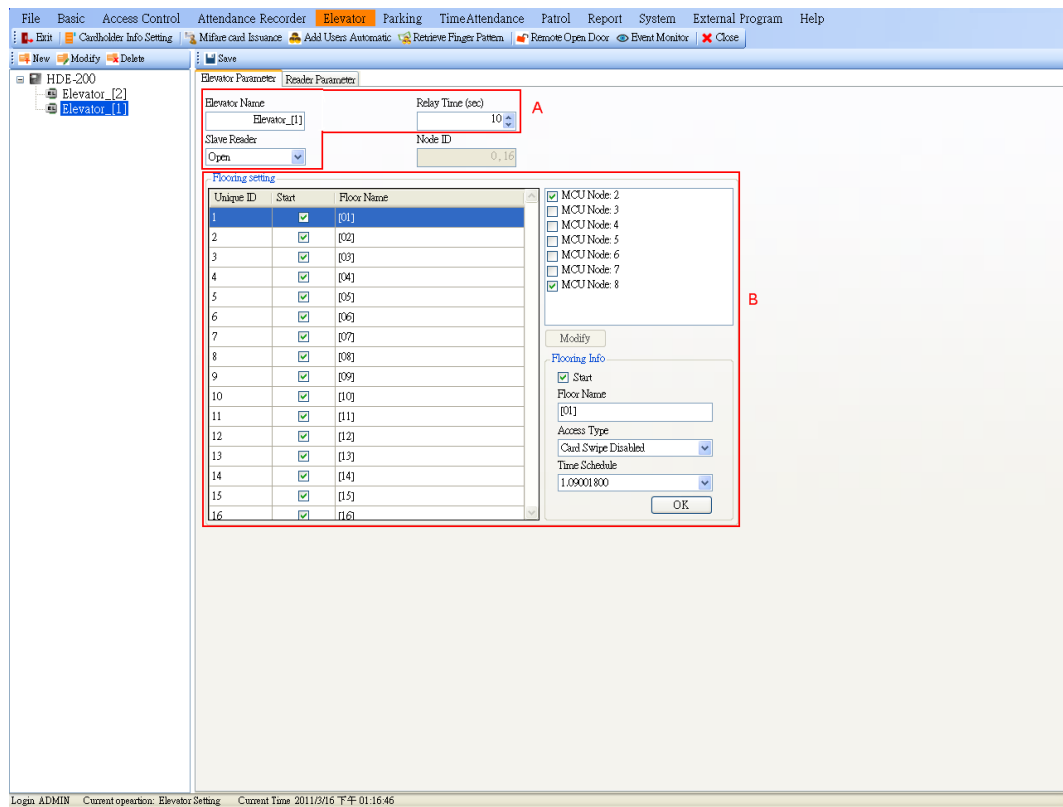 File Basic Access Control Attendance Recorder Elevator Parking TimeAttendance Patrol Report System External Program Help
Exit Cardholder Info Setting Mifare card Issuance Add Users Automatic Retrieve Finger Pattern Remote Open Door Event Monitor Close
New Modify Delete Save
HDE-200
Elevator_[2]
Elevator_[1]
Elevator Parameter Reader Parameter
Elevator Name Relay Time (sec)
Elevator_[1] 10
A
Slave Reader Node ID
Open 0,16
Flooring setting
Unique ID Start Floor Name
1 [01]
2 [02]
3 [03]
4 [04]
5 [05]
6 [06]
7 [07]
8 [08]
9 [09]
10 [10]
11 [11]
12 [12]
13 [13]
14 [14]
15 [15]
16 [16]
MCU Node: 2
MCU Node: 3
MCU Node: 4
MCU Node: 5
MCU Node: 6
MCU Node: 7
MCU Node: 8
B
Modify
Flooring Info
Start
Floor Name
[01]
Access Type
Card Swipe Disabled
Time Schedule
1.09001800
OK
Login ADMIN Current opeartion: Elevator Setting Current Time 2011/3/16 下午 01:16:46